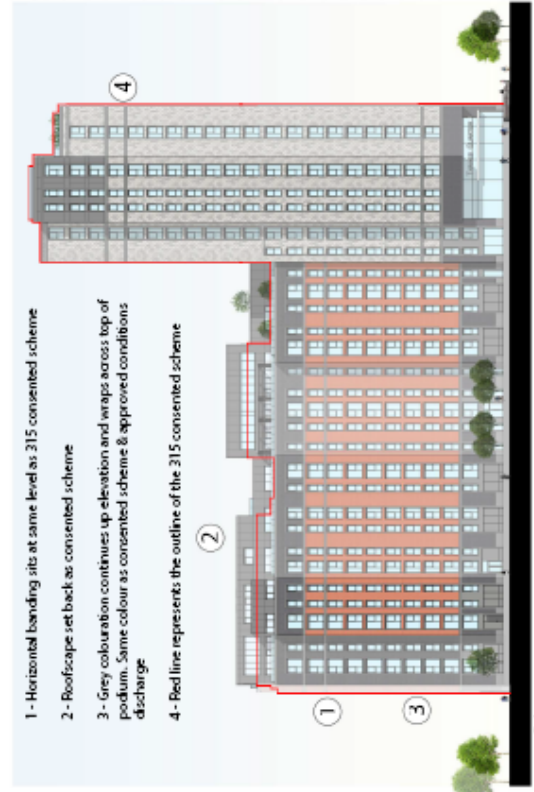 1 - Horizontal banding sits at same level as 315 consented scheme
2 - Roofscape set back as consented scheme
3 - Grey colouration continues up elevation and wraps across top of
podium. Same colour as consented scheme & approved conditions
discharge
4 - Red line represents the outline of the 315 consented scheme
4
2
1
3